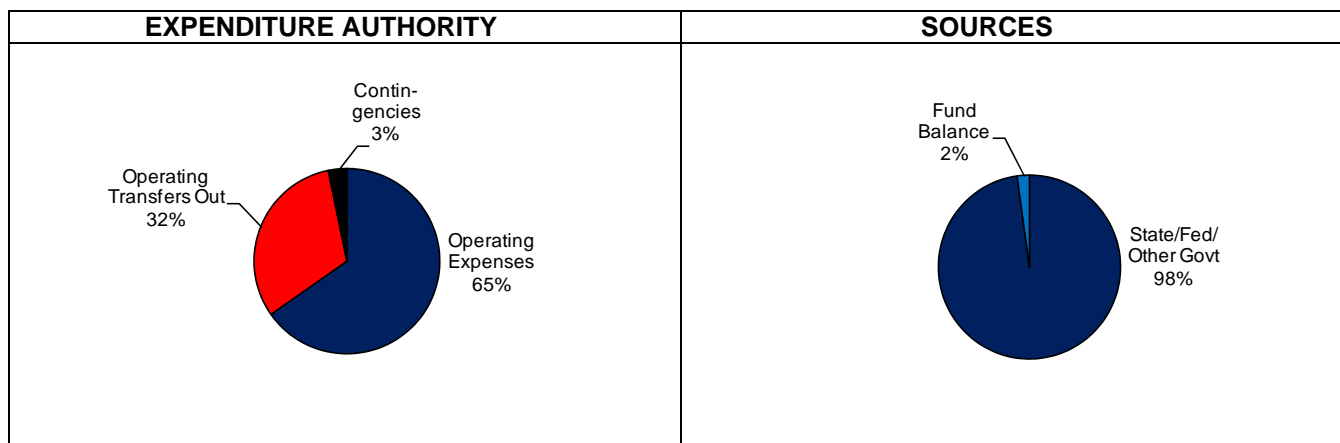 EXPENDITURE AUTHORITY
Contin-
gencies
3%
Operating
Transfers Out
32%
Operating
Expenses
65%
SOURCES
Fund
Balance
2%
State/Fed/
Other Govt
98%